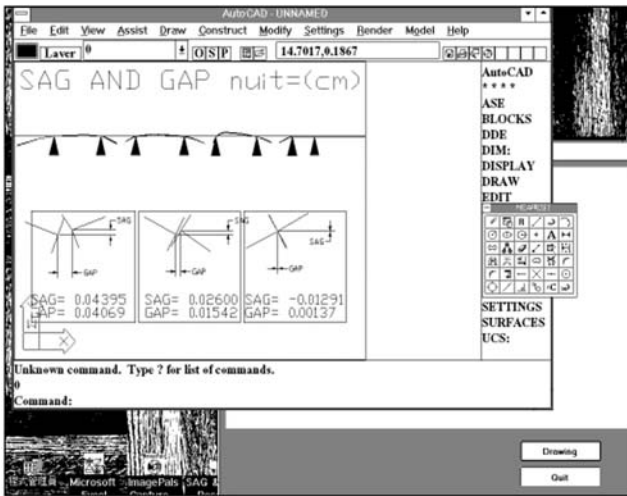 AutoCAD - UNNAMED
File Edit View Assist Draw Construct Modify Settings Render Model Help
Layer 0 O S P 14.7017,0.1867
SAG AND GAP nuit=(cm)
AutoCAD
* * * *
ASE
BLOCKS
DDE
DIM:
DISPLAY
DRAW
EDIT
SAG
GAP
SAG= 0.04395
GAP= 0.04069
SAG
GAP
SAG= 0.02600
GAP= 0.01542
SAG
GAP
SAG= -0.01291
GAP= 0.00137
X
SETTINGS
SURFACES
UCS:
Unknown command. Type ? for list of commands.
0
Command:
Microsoft
Excel
ImagePals
Capture
SAG &
Drawing
Quit